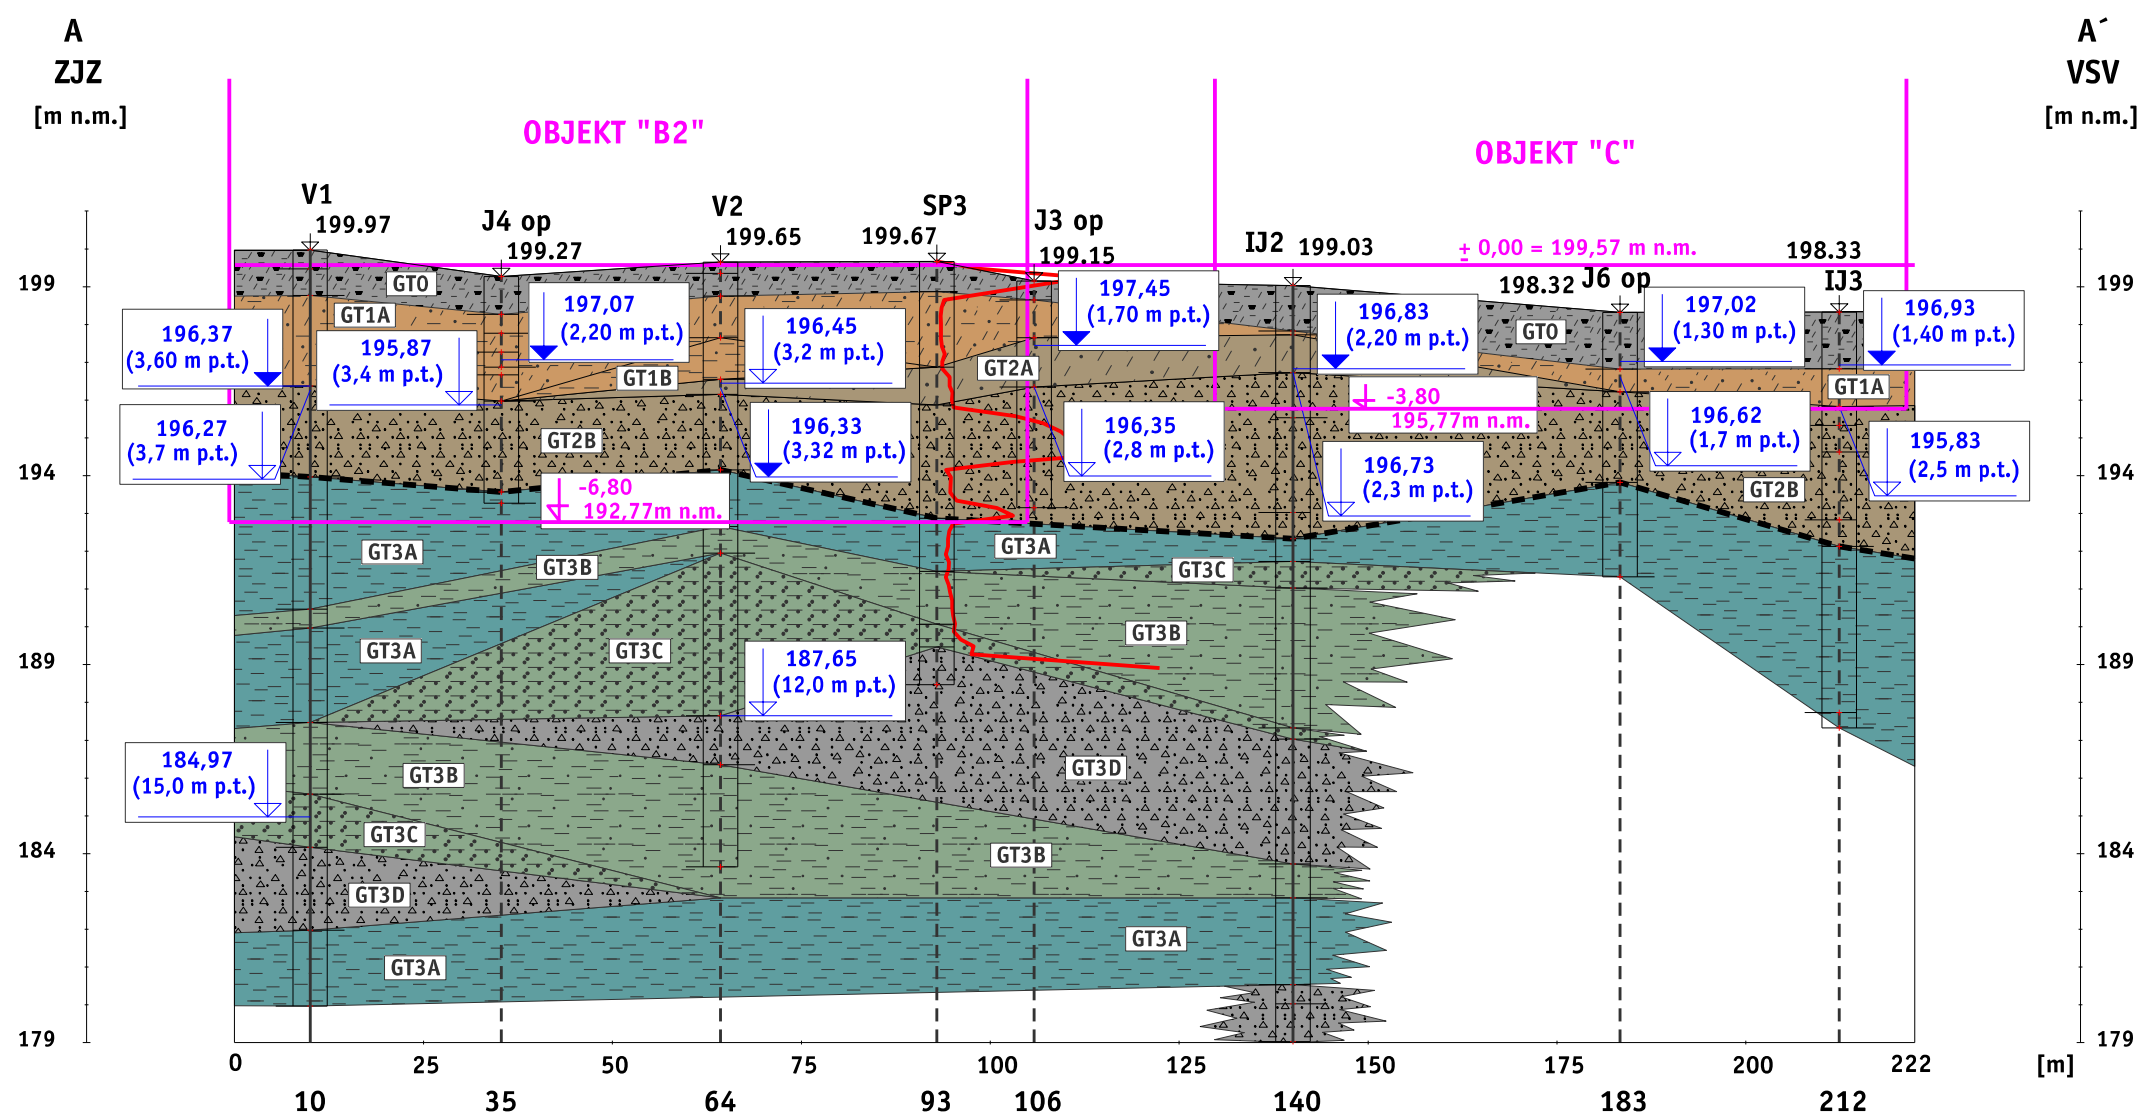 A
A´
ZJZ
VSV
[m n.m.]
[m n.m.]
OBJEKT "B2"
OBJEKT "C"
V1
199.97
J4 op
199.27
V2
199.65
SP3
199.67
J3 op
199.15
IJ2
199.03
± 0,00 = 199,57 m n.m.
198.32
J6 op
198.33
IJ3
199
199
GT0
GT1A
197,07
(2,20 m p.t.)
197,45
(1,70 m p.t.)
196,83
(2,20 m p.t.)
GT0
197,02
(1,30 m p.t.)
196,93
(1,40 m p.t.)
196,37
(3,60 m p.t.)
195,87
(3,4 m p.t.)
196,45
(3,2 m p.t.)
GT1B
GT2A
GT1A
-3,80
195,77m n.m.
196,27
(3,7 m p.t.)
GT2B
196,33
(3,32 m p.t.)
196,35
(2,8 m p.t.)
196,73
(2,3 m p.t.)
196,62
(1,7 m p.t.)
195,83
(2,5 m p.t.)
194
194
-6,80
192,77m n.m.
GT2B
GT3A
GT3B
GT3A
GT3C
GT3A
GT3C
GT3B
189
189
187,65
(12,0 m p.t.)
184,97
(15,0 m p.t.)
GT3B
GT3D
GT3C
GT3B
184
184
GT3D
GT3A
GT3A
179
179
0
25
50
75
100
125
150
175
200
222
[m]
10
35
64
93
106
140
183
212